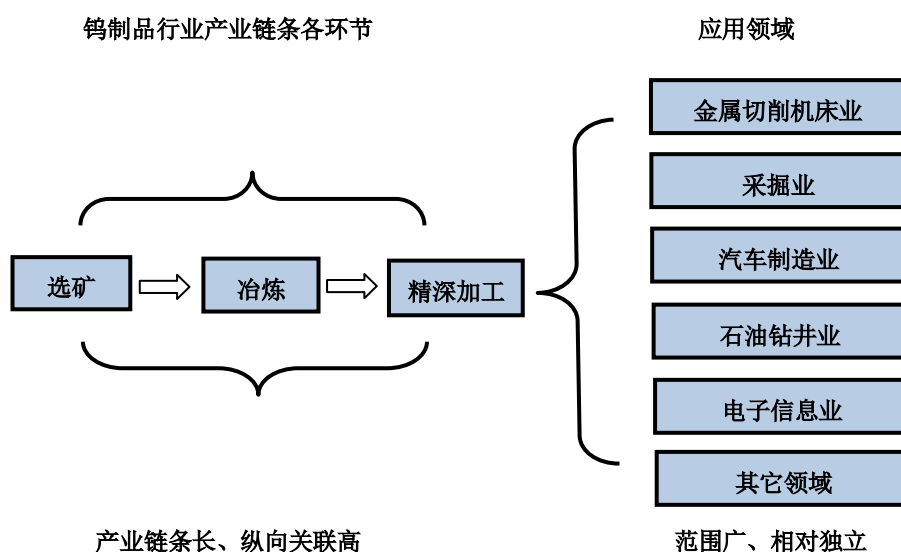 钨制品行业产业链条各环节
应用领域
金属切削机床业
采掘业
汽车制造业
选矿
冶炼
精深加工
石油钻井业
电子信息业
其它领域
产业链条长、纵向关联高
范围广、相对独立